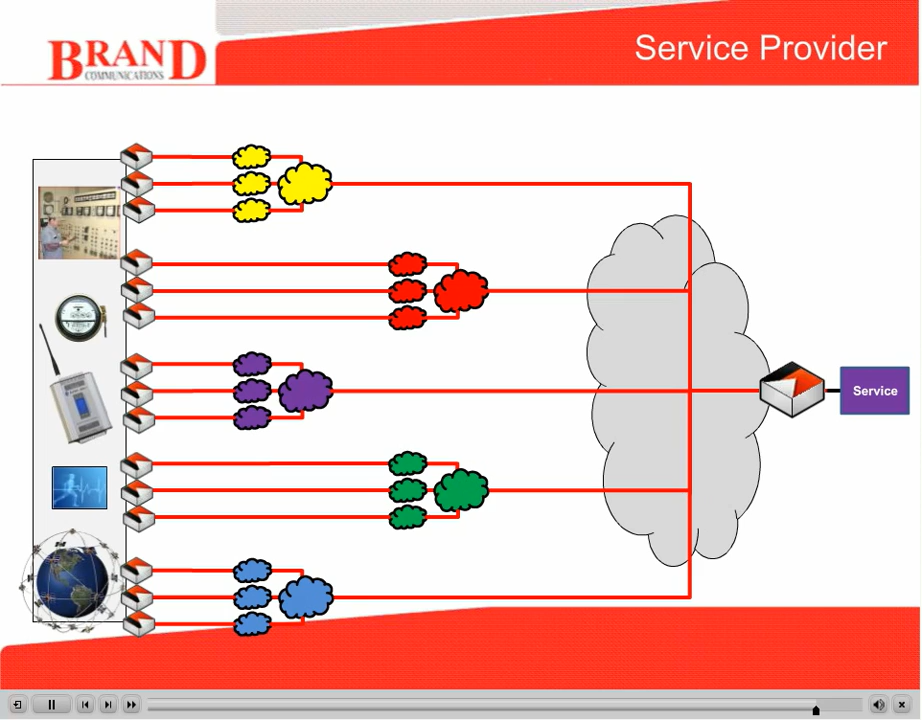 Service Provider
BRAND
COMMUNICATIONS
Service